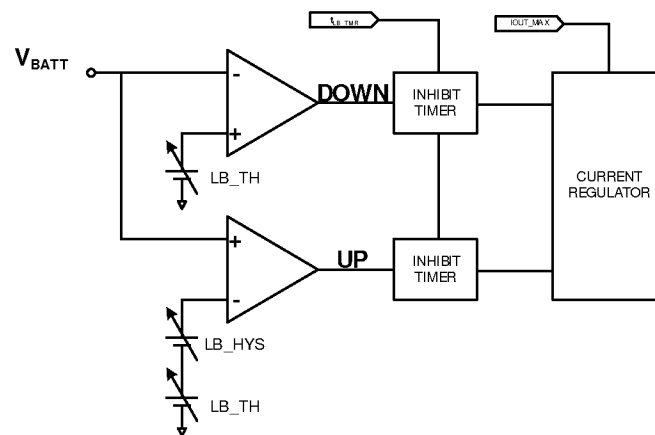 tLB_TMR
IOUT_MAX
VBATT
-
DOWN
INHIBIT
TIMER
+
LB_TH
CURRENT
REGULATOR
+
UP
INHIBIT
TIMER
-
LB_HYS
LB_TH